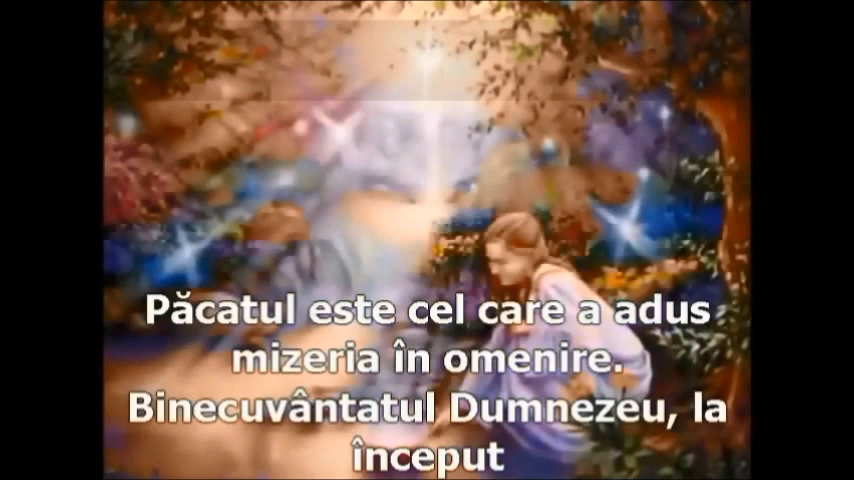 Păcatul este cel care a adus
mizeria în omenire.
Binecuvântatul Dumnezeu, la
început